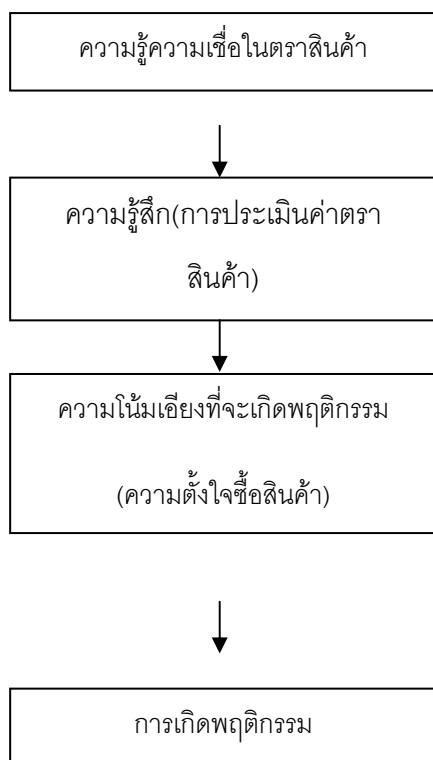 ความรู้ความเชื่อในตราสินค้า
ความรู้สึก(การประเมินค่าตรา
สินค้า)
ความโน้มเอียงที่จะเกิดพฤติกรรม
(ความตั้งใจซื้อสินค้า)
การเกิดพฤติกรรม